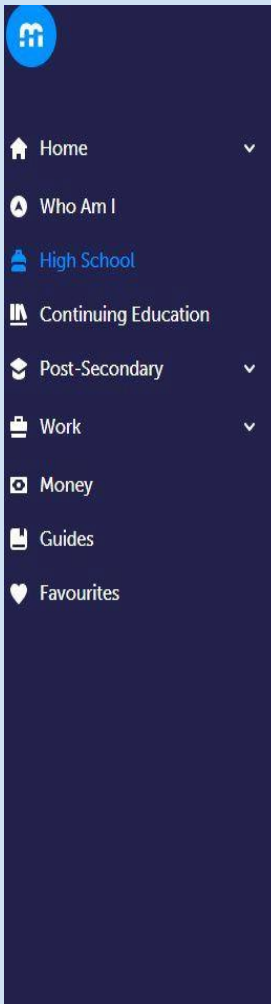 m
Home
Who Am I
High School
Continuing Education
Post-Secondary
Work
Money
Guides
Favourites